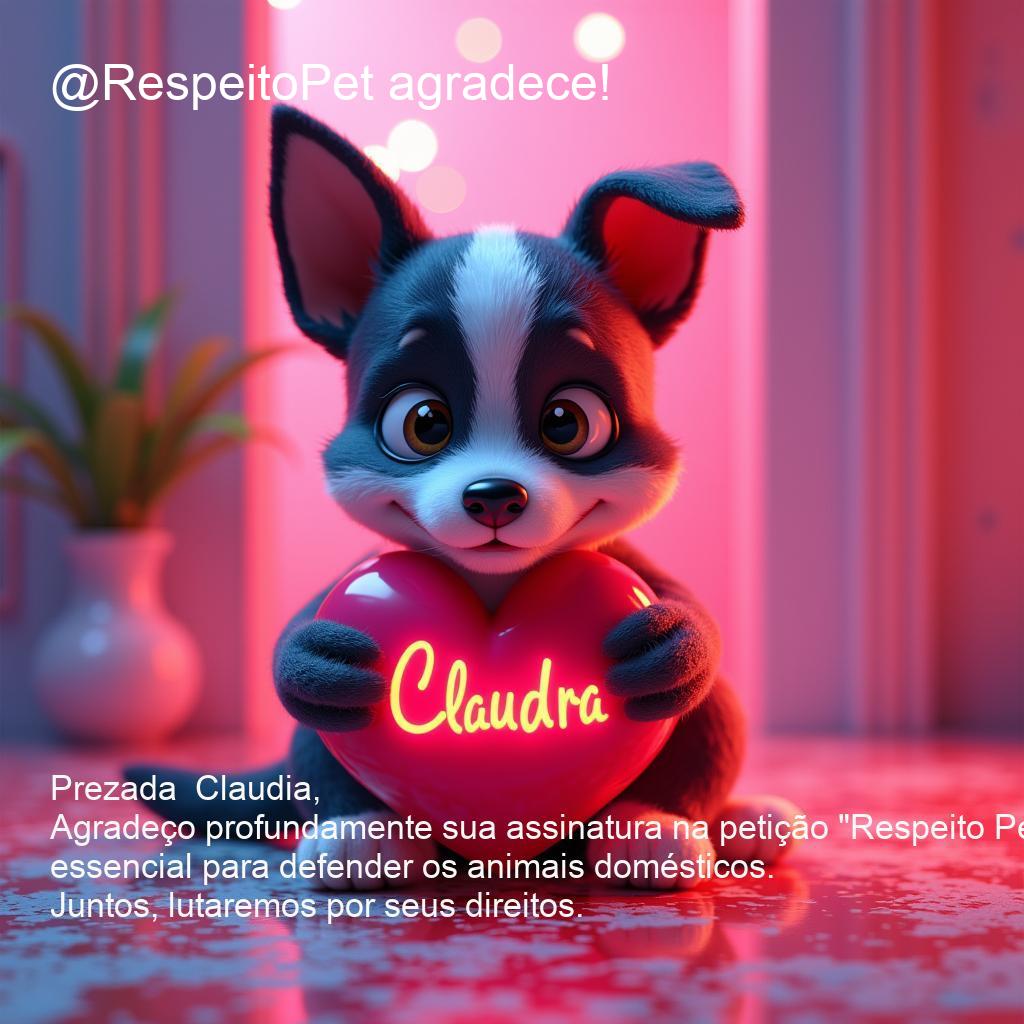 @RespeitoPet agradece!
Claudra
Prezada  Claudia,
Agradeço profundamente sua assinatura na petição "Respeito Pe
essencial para defender os animais domésticos.
Juntos, lutaremos por seus direitos.